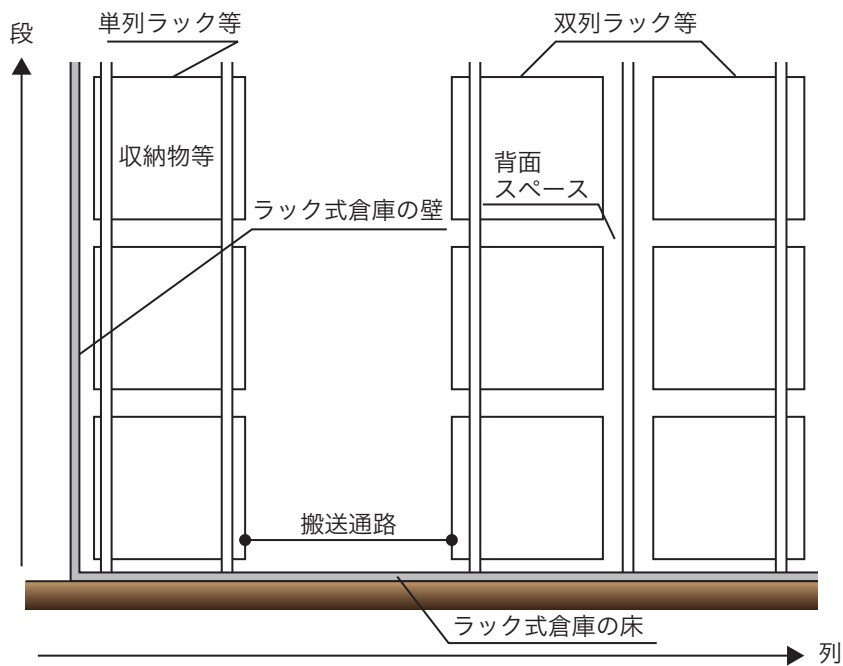 段
単列ラック等
双列ラック等
収納物等
背面
スペース
ラック式倉庫の壁
搬送通路
ラック式倉庫の床
列